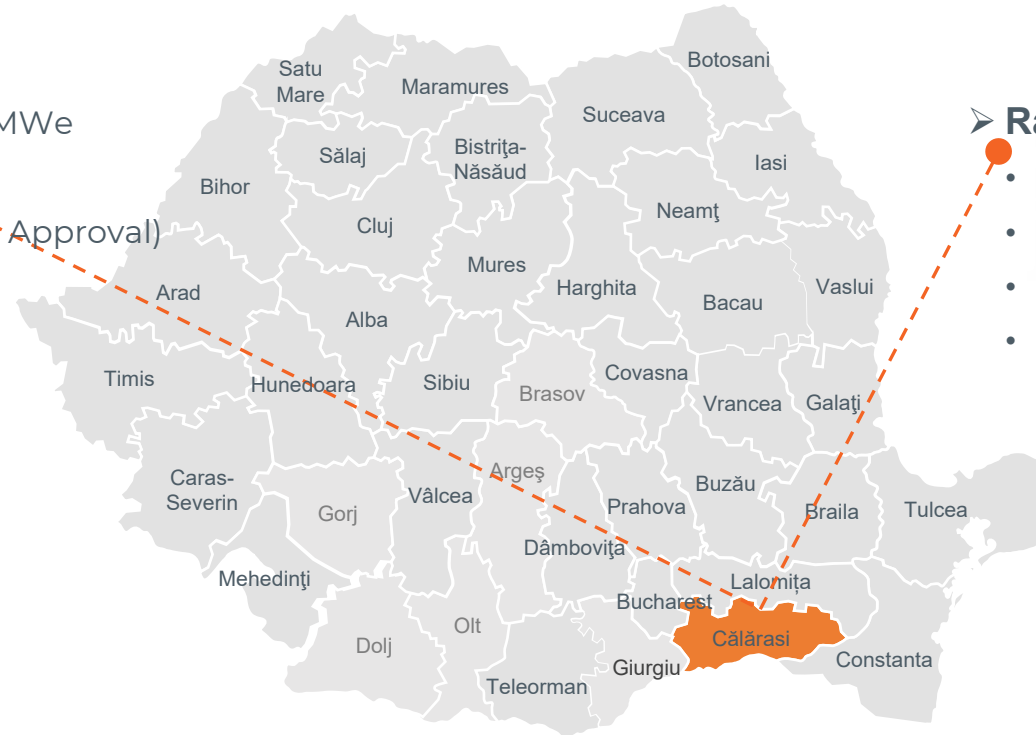 Botosani
Satu
Mare
Maramures
Suceava
MWe
➢ Ra
Sălaj
Bistriţa-
Năsăud
Iasi
Bihor
Neamţ
Cluj
Approval)
Mures
Harghita
Vaslui
Arad
Bacau
Alba
Timis
Hunedoara
Sibiu
Brasov
Covasna
Vrancea
Galaţi
Caras-
Severin
Argeş
Vâlcea
Buzău
Gorj
Prahova
Braila
Tulcea
Dâmboviţa
Mehedinţi
Lalomița
Bucharest
Olt
Dolj
Călărasi
Giurgiu
Constanta
Teleorman